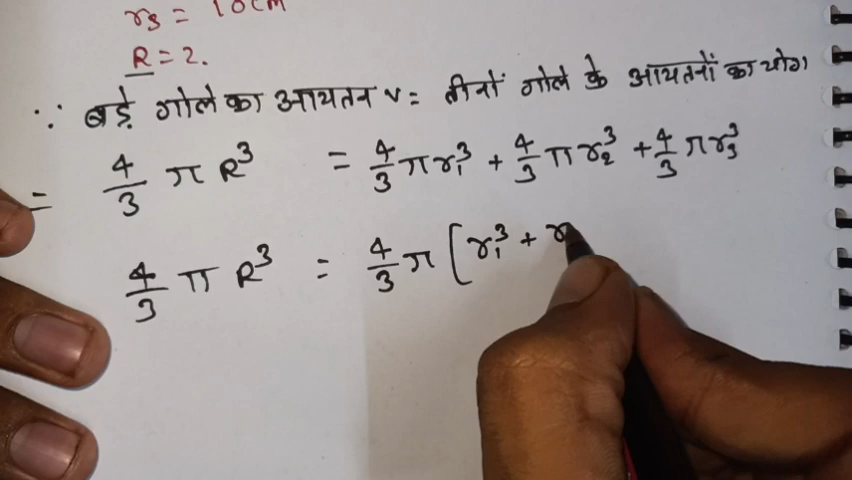 r₃ = 10cm
R = 2.
∵ बड़े गोले का आयतन v = तीनों गोले के आयतनों का योग
= 4/3 π R³ = 4/3 π r₁³ + 4/3 π r₂³ + 4/3 π r₃³
4/3 π R³ = 4/3 π [ r₁³ + r